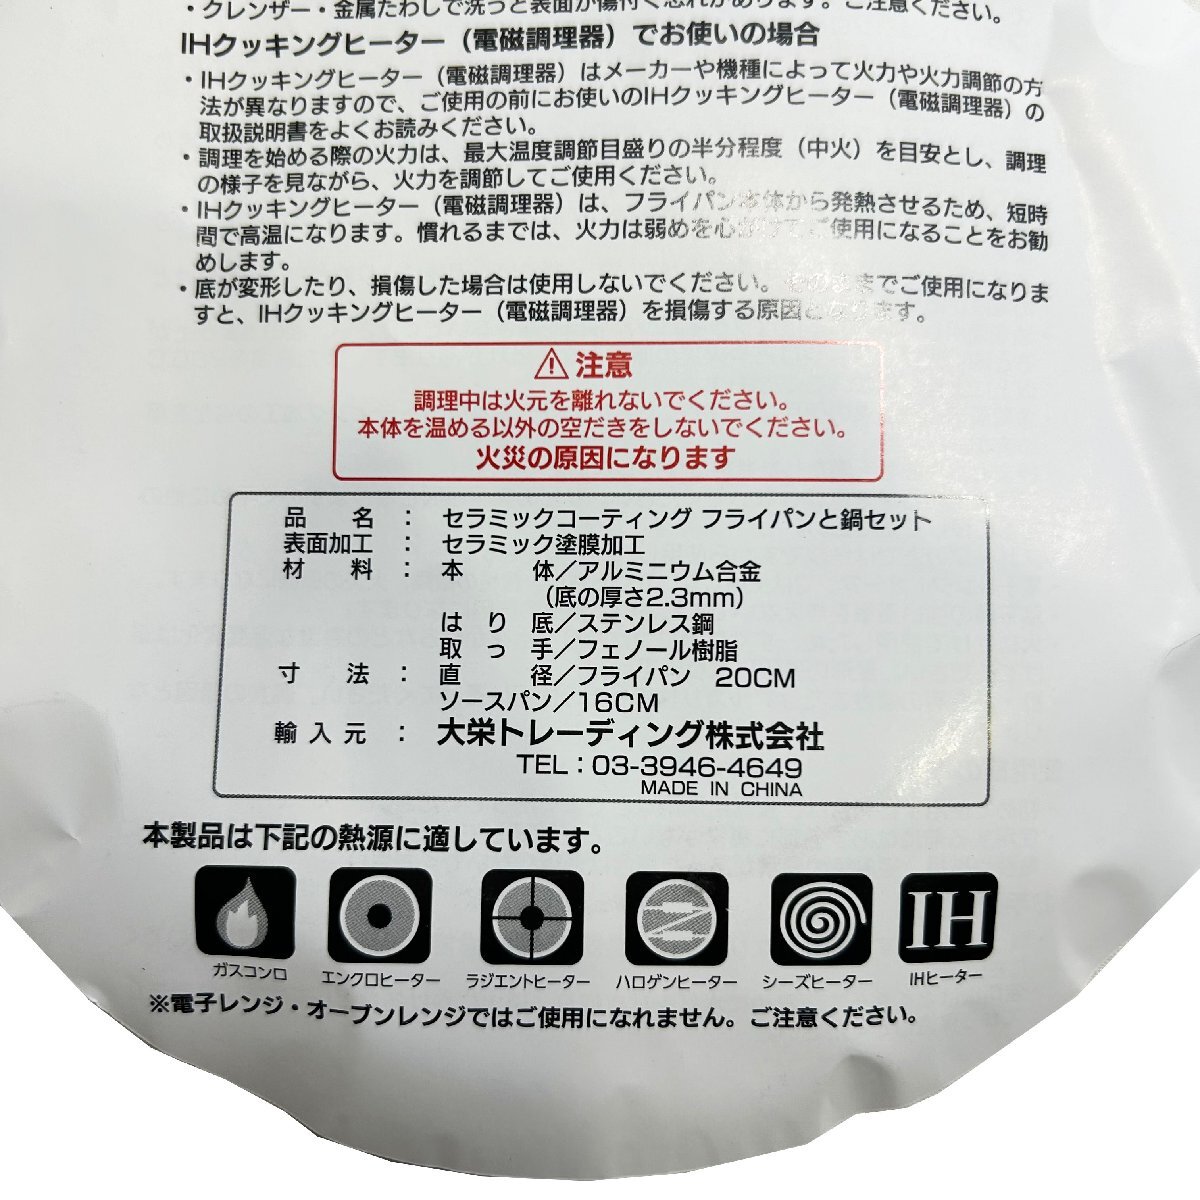 ・クレンザー・金属たわしで洗うと表面が傷付く恐れがあります。ご注意ください。
IHクッキングヒーター（電磁調理器）でお使いの場合
・IHクッキングヒーター（電磁調理器）はメーカーや機種によって火力や火力調節の方
法が異なりますので、ご使用の前にお使いのIHクッキングヒーター（電磁調理器）の
取扱説明書をよくお読みください。
・調理を始める際の火力は、最大温度調節目盛りの半分程度（中火）を目安とし、調理
の様子を見ながら、火力を調節してご使用ください。
・IHクッキングヒーター（電磁調理器）は、フライパン本体から発熱させるため、短時
間で高温になります。慣れるまでは、火力は弱めを心がけてご使用になることをお勧
めします。
・底が変形したり、損傷した場合は使用しないでください。そのままでご使用になりま
すと、IHクッキングヒーター（電磁調理器）を損傷する原因となります。
⚠ 注意
調理中は火元を離れないでください。
本体を温める以外の空だきをしないでください。
火災の原因になります
品 名 ： セラミックコーティング フライパンと鍋セット
表面加工 ： セラミック塗膜加工
材 料 ： 本 体／アルミニウム合金
（底の厚さ2.3mm）
は り 底／ステンレス鋼
取 っ 手／フェノール樹脂
寸 法 ： 直 径／フライパン 20CM
ソースパン／16CM
輸入元 ： 大栄トレーディング株式会社
TEL：03-3946-4649
MADE IN CHINA
本製品は下記の熱源に適しています。
IH
ガスコンロ エンクロヒーター ラジエントヒーター ハロゲンヒーター シーズヒーター IHヒーター
※電子レンジ・オーブンレンジではご使用になれません。ご注意ください。